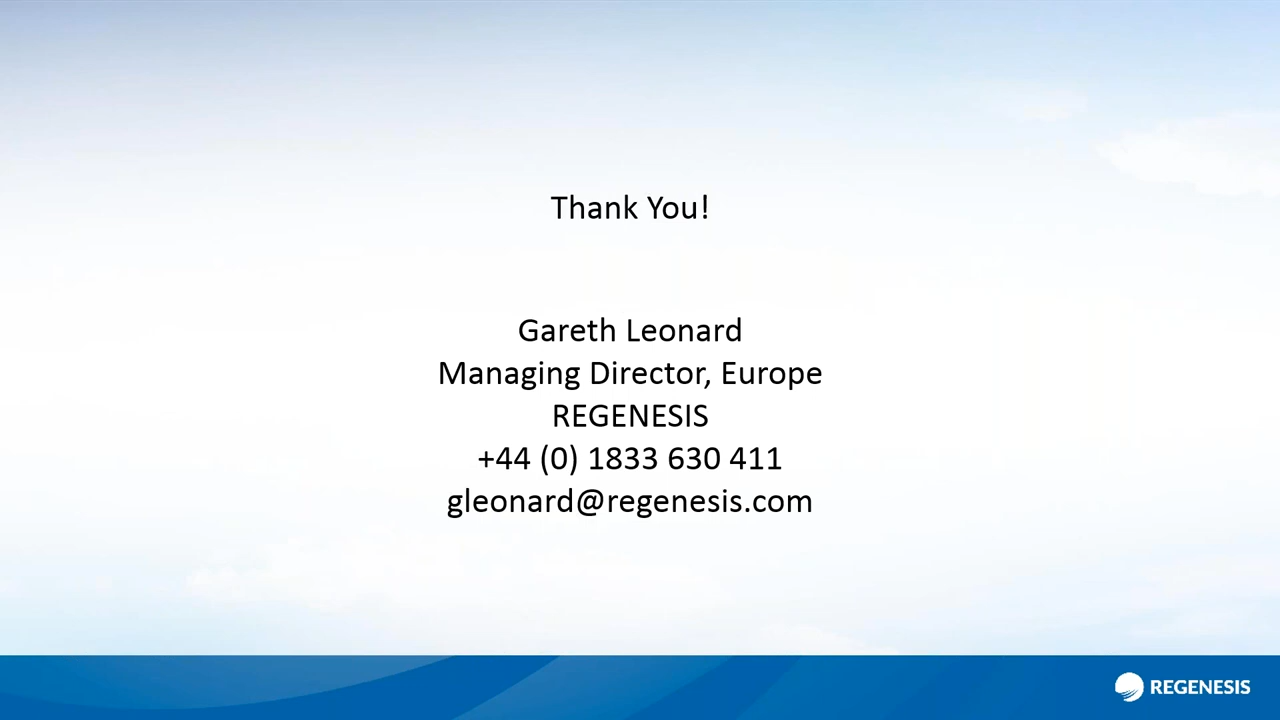 Thank You!
Gareth Leonard
Managing Director, Europe
REGENESIS
+44 (0) 1833 630 411
gleonard@regenesis.com
REGENESIS